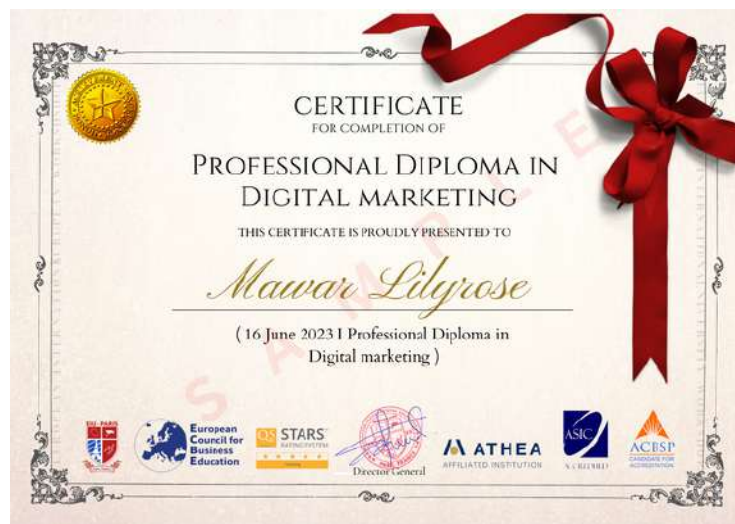 CERTIFICATE
FOR COMPLETION OF
PROFESSIONAL DIPLOMA IN
DIGITAL MARKETING
THIS CERTIFICATE IS PROUDLY PRESENTED TO
Mawar Lilyrose
( 16 June 2023 I Professional Diploma in
Digital marketing )
SAMPLE
EIU-PARIS
European
Council for
Business
Education
QS STARS
RATING SYSTEM
Director General
ATHEA
AFFILIATED INSTITUTION
ASIC
ACCREDITED
ACBSP
CANDIDATE FOR
ACCREDITATION